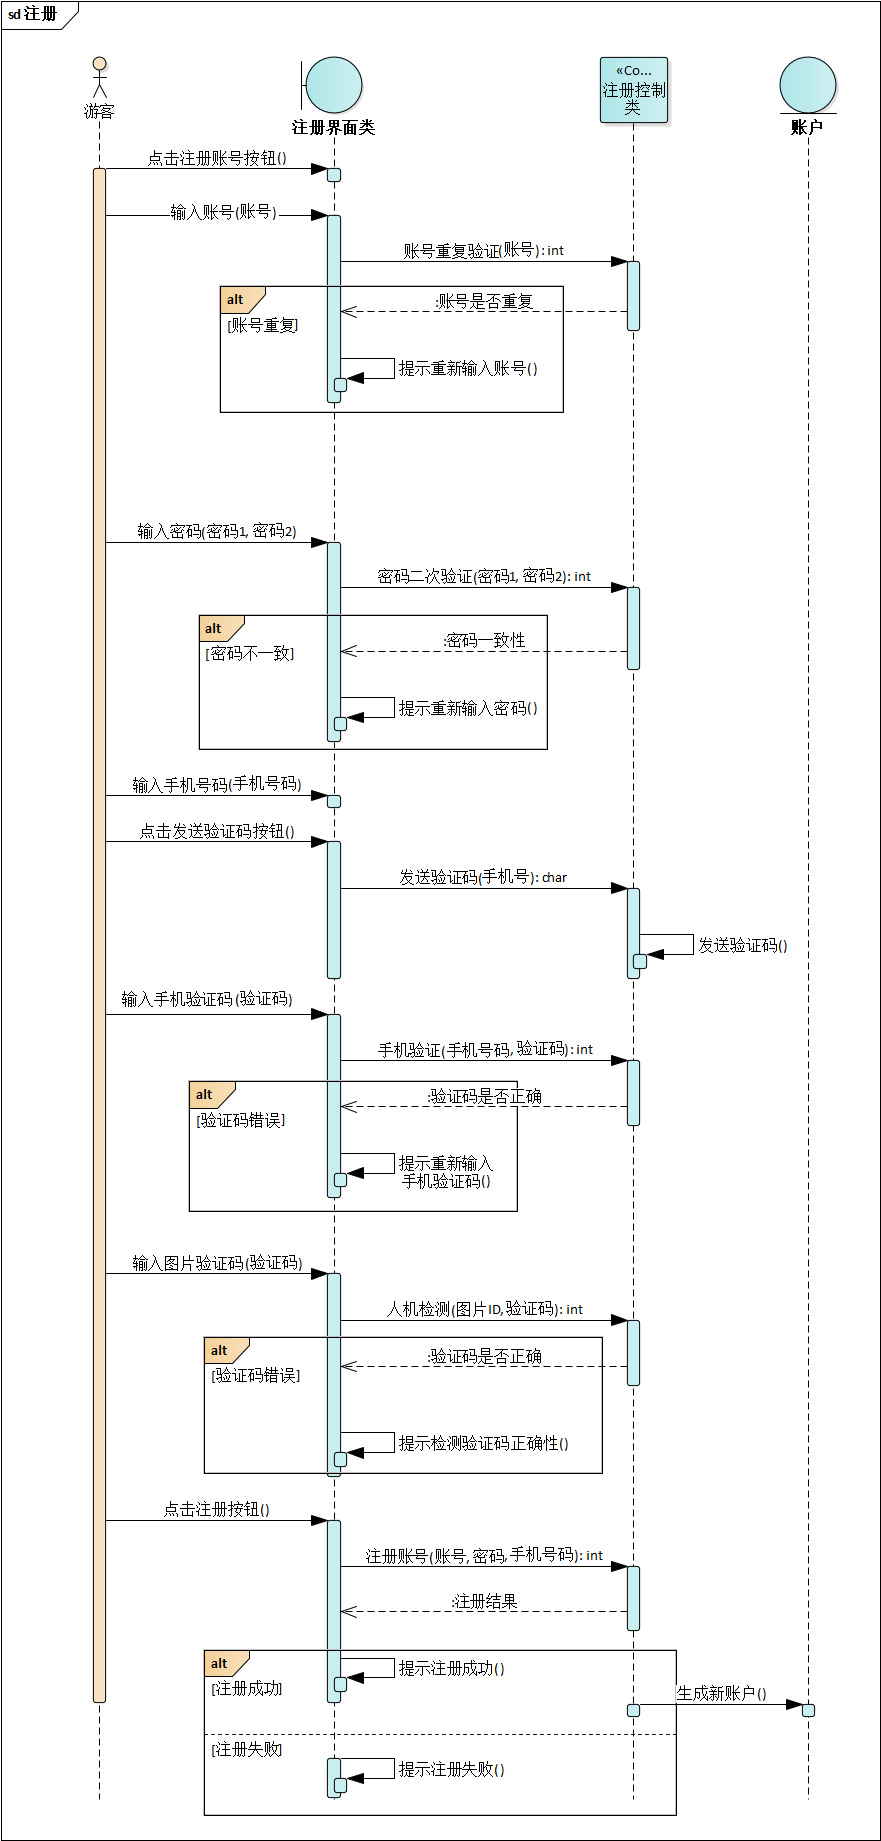 sd 注册
游客
注册界面类
«Co...
注册控制
类
账户
点击注册账号按钮()
输入账号(账号)
账号重复验证(账号): int
alt
:账号是否重复
[账号重复]
提示重新输入账号()
输入密码(密码1, 密码2)
密码二次验证(密码1, 密码2): int
alt
:密码一致性
[密码不一致]
提示重新输入密码()
输入手机号码(手机号码)
点击发送验证码按钮()
发送验证码(手机号): char
发送验证码()
输入手机验证码(验证码)
手机验证(手机号码, 验证码): int
alt
:验证码是否正确
[验证码错误]
提示重新输入
手机验证码()
输入图片验证码(验证码)
人机检测(图片ID, 验证码): int
alt
:验证码是否正确
[验证码错误]
提示检测验证码正确性()
点击注册按钮()
注册账号(账号, 密码, 手机号码): int
:注册结果
alt
提示注册成功()
[注册成功]
生成新账户()
[注册失败]
提示注册失败()